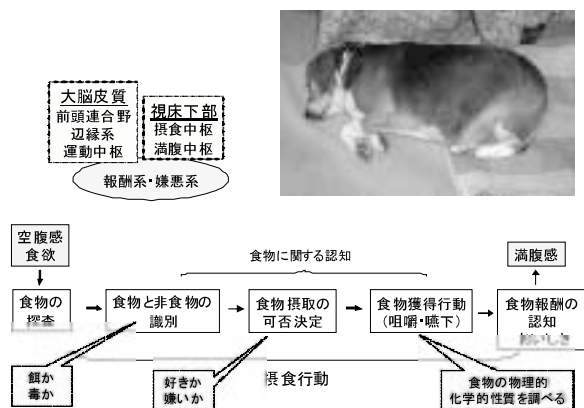 大脳皮質
前頭連合野
辺縁系
運動中枢
視床下部
摂食中枢
満腹中枢
報酬系・嫌悪系
空腹感
食欲
食物に関する認知
満腹感
食物の
探査
食物と非食物の
識別
食物摂取の
可否決定
食物獲得行動
(咀嚼・嚥下)
食物報酬の
認知
おいしさ
餌か
毒か
好きか
嫌いか
摂食行動
食物の物理的
化学的性質を調べる